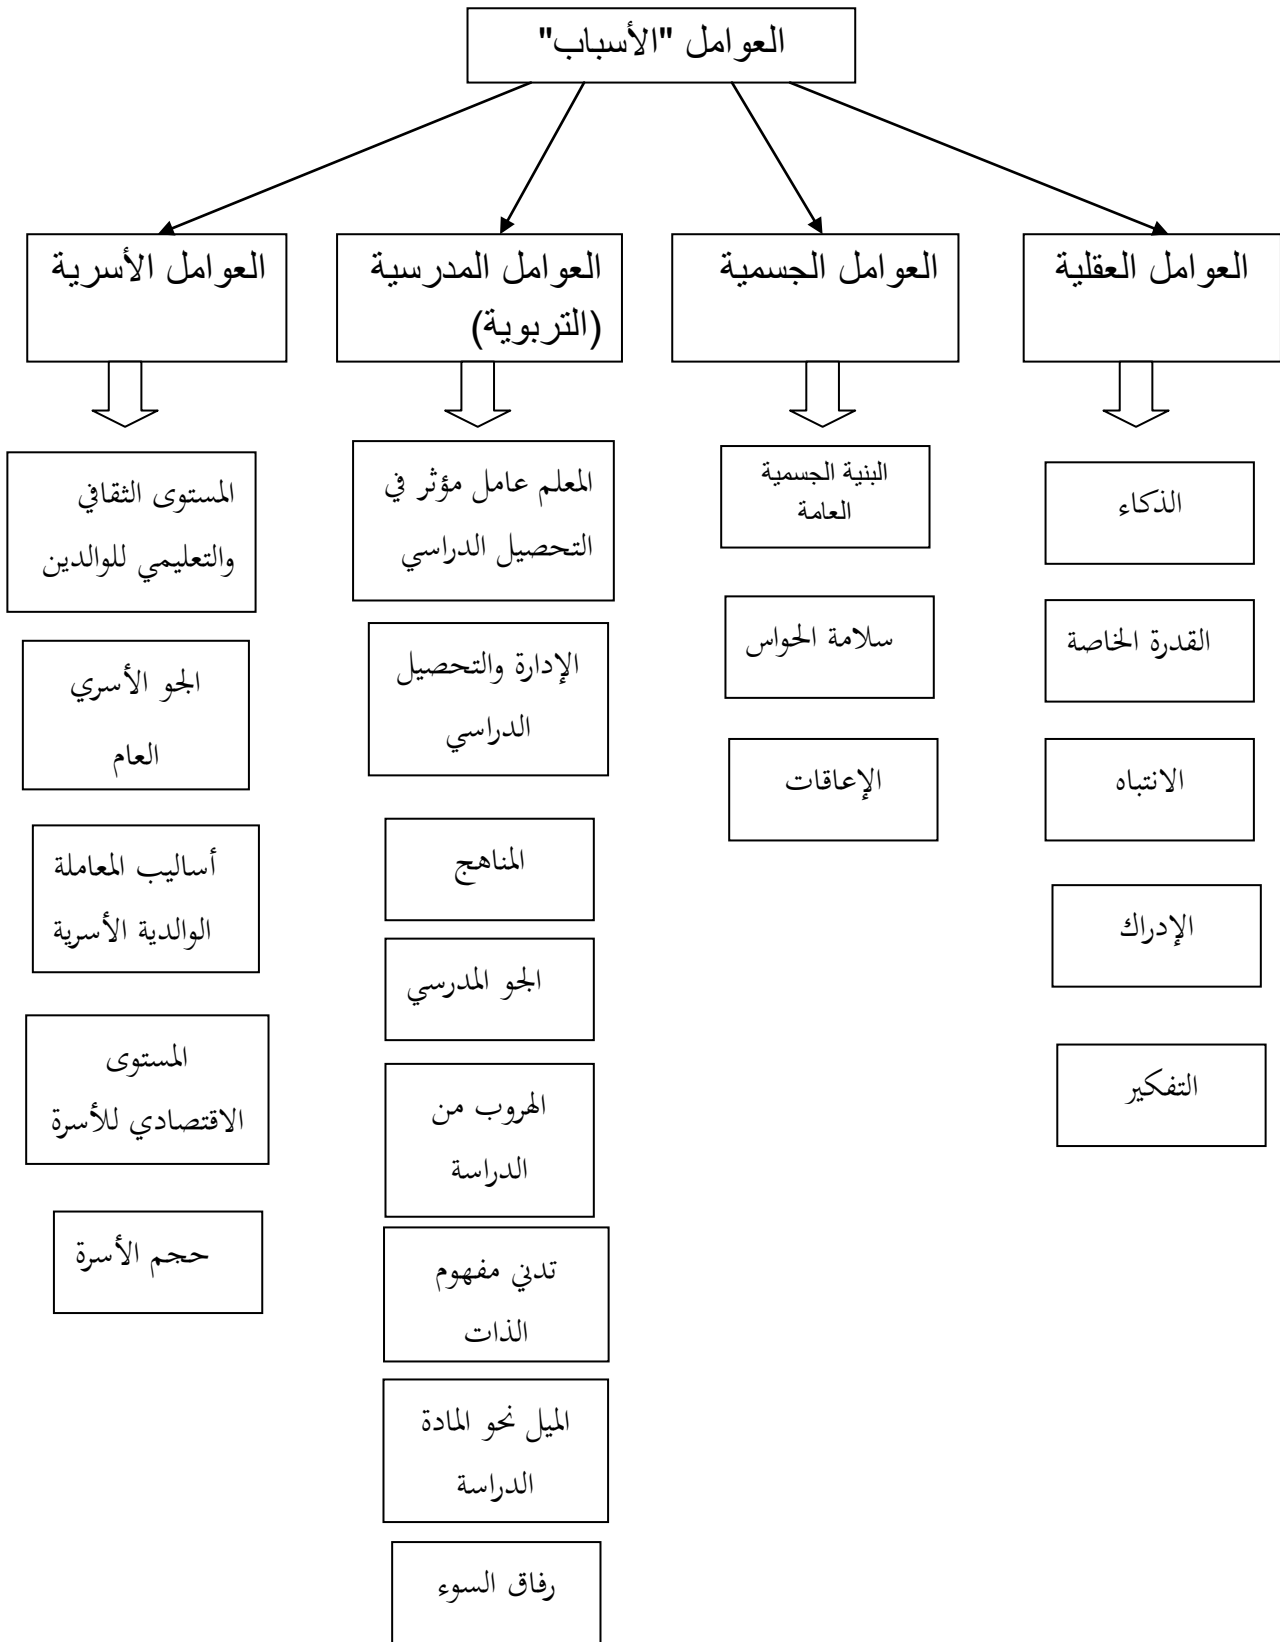 العوامل "الأسباب"
العوامل العقلية
العوامل الجسمية
العوامل المدرسية
(التربوية)
العوامل الأسرية
الذكاء
القدرة الخاصة
الانتباه
الإدراك
التفكير
البنية الجسمية
العامة
سلامة الحواس
الإعاقات
المعلم عامل مؤثر في
التحصيل الدراسي
الإدارة والتحصيل
الدراسي
المناهج
الجو المدرسي
الهروب من
الدراسة
تدني مفهوم
الذات
الميل نحو المادة
الدراسة
رفاق السوء
المستوى الثقافي
والتعليمي للوالدين
الجو الأسري
العام
أساليب المعاملة
الوالدية الأسرية
المستوى
الاقتصادي للأسرة
حجم الأسرة